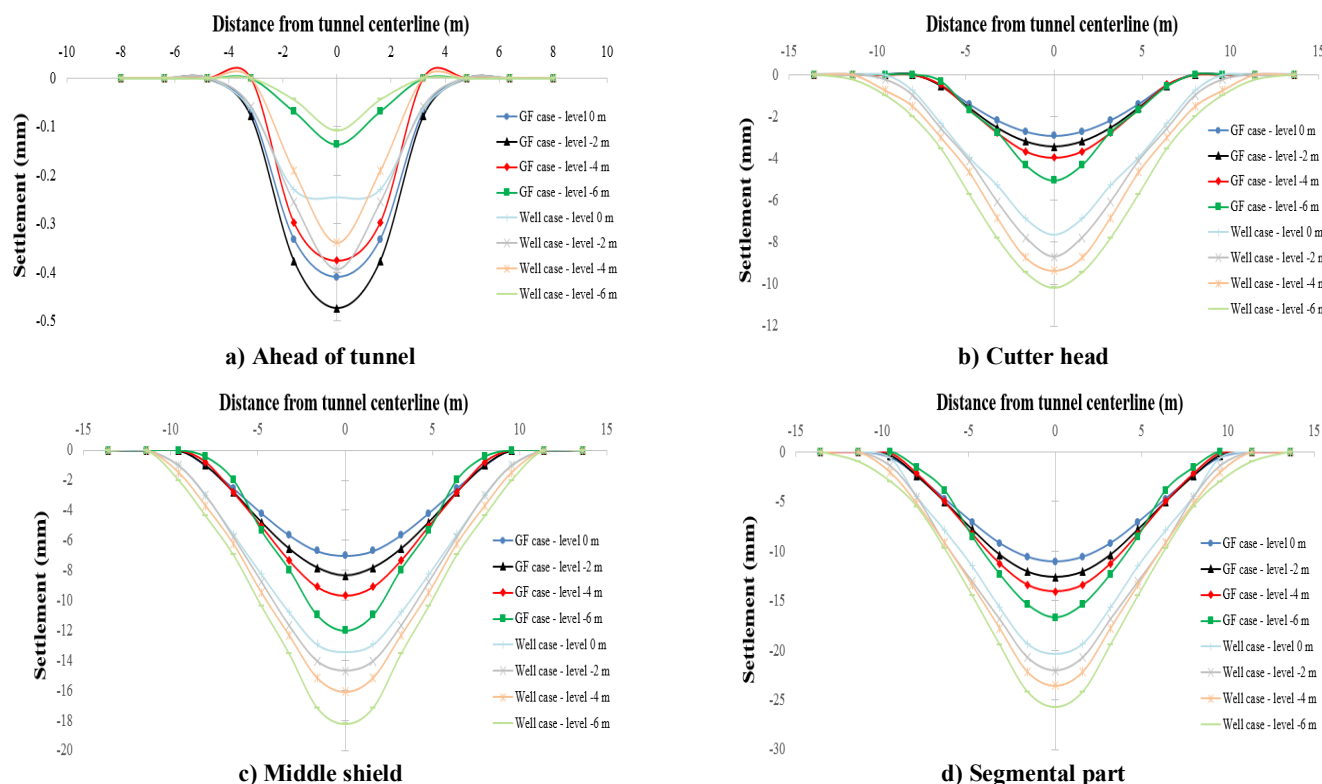 Distance from tunnel centerline (m)
-10 -8 -6 -4 -2 0 2 4 6 8 10
0
-0.1
-0.2
-0.3
-0.4
-0.5
Settlement (mm)
GF case - level 0 m
GF case - level -2 m
GF case - level -4 m
GF case - level -6 m
Well case - level 0 m
Well case - level -2 m
Well case - level -4 m
Well case - level -6 m
a) Ahead of tunnel
Distance from tunnel centerline (m)
-15 -10 -5 0 5 10 15
0
-2
-4
-6
-8
-10
-12
Settlement (mm)
GF case - level 0 m
GF case - level -2 m
GF case - level -4 m
GF case - level -6 m
Well case - level 0 m
Well case - level -2 m
Well case - level -4 m
Well case - level -6 m
b) Cutter head
Distance from tunnel centerline (m)
-15 -10 -5 0 5 10 15
0
-2
-4
-6
-8
-10
-12
-14
-16
-18
-20
Settlement (mm)
GF case - level 0 m
GF case - level -2 m
GF case - level -4 m
GF case - level -6 m
Well case - level 0 m
Well case - level -2 m
Well case - level -4 m
Well case - level -6 m
c) Middle shield
Distance from tunnel centerline (m)
-15 -10 -5 0 5 10 15
0
-5
-10
-15
-20
-25
-30
Settlement (mm)
GF case - level 0 m
GF case - level -2 m
GF case - level -4 m
GF case - level -6 m
Well case - level 0 m
Well case - level -2 m
Well case - level -4 m
Well case - level -6 m
d) Segmental part